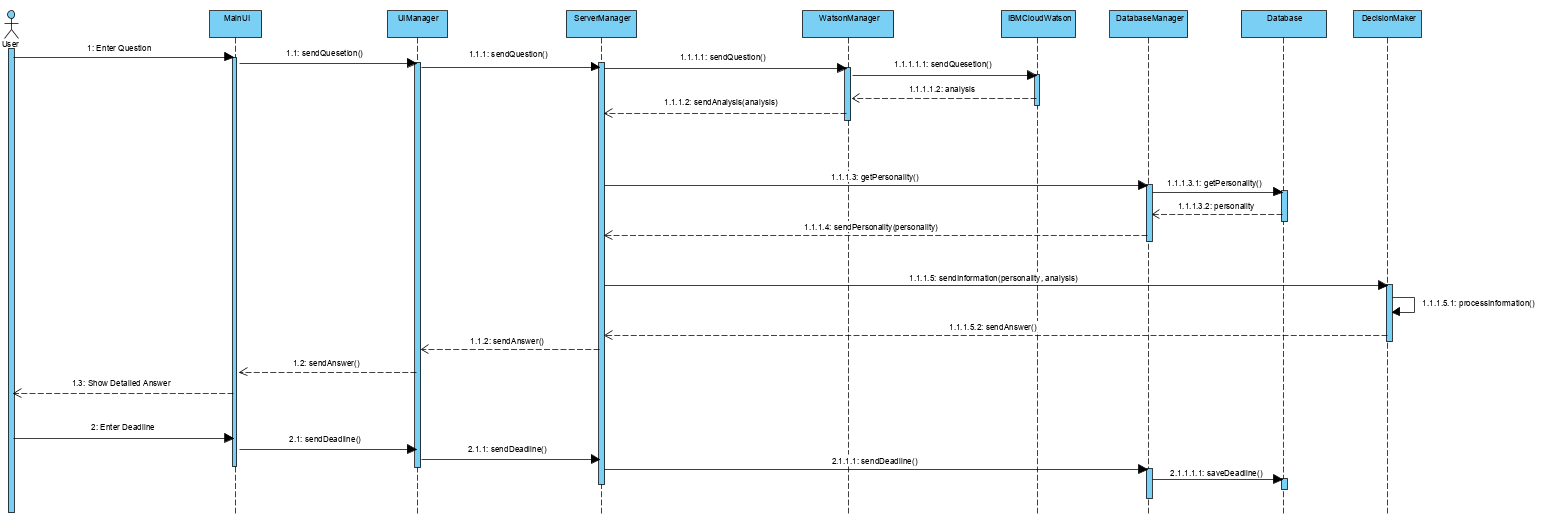 MainUI
UIManager
ServerManager
WatsonManager
IBMCloudWatson
DatabaseManager
Database
DecisionMaker
User
1: Enter Question
1.1: sendQuesetion()
1.1.1: sendQuestion()
1.1.1.1: sendQuestion()
1.1.1.1.1: sendQuesetion()
1.1.1.1.2: analysis
1.1.1.2: sendAnalysis(analysis)
1.1.1.3: getPersonality()
1.1.1.3.1: getPersonality()
1.1.1.3.2: personality
1.1.1.4: sendPersonality(personality)
1.1.1.5: sendInformation(personality, analysis)
1.1.1.5.1: processInformation()
1.1.1.5.2: sendAnswer()
1.1.2: sendAnswer()
1.2: sendAnswer()
1.3: Show Detailed Answer
2: Enter Deadline
2.1: sendDeadline()
2.1.1: sendDeadline()
2.1.1.1: sendDeadline()
2.1.1.1.1: saveDeadline()